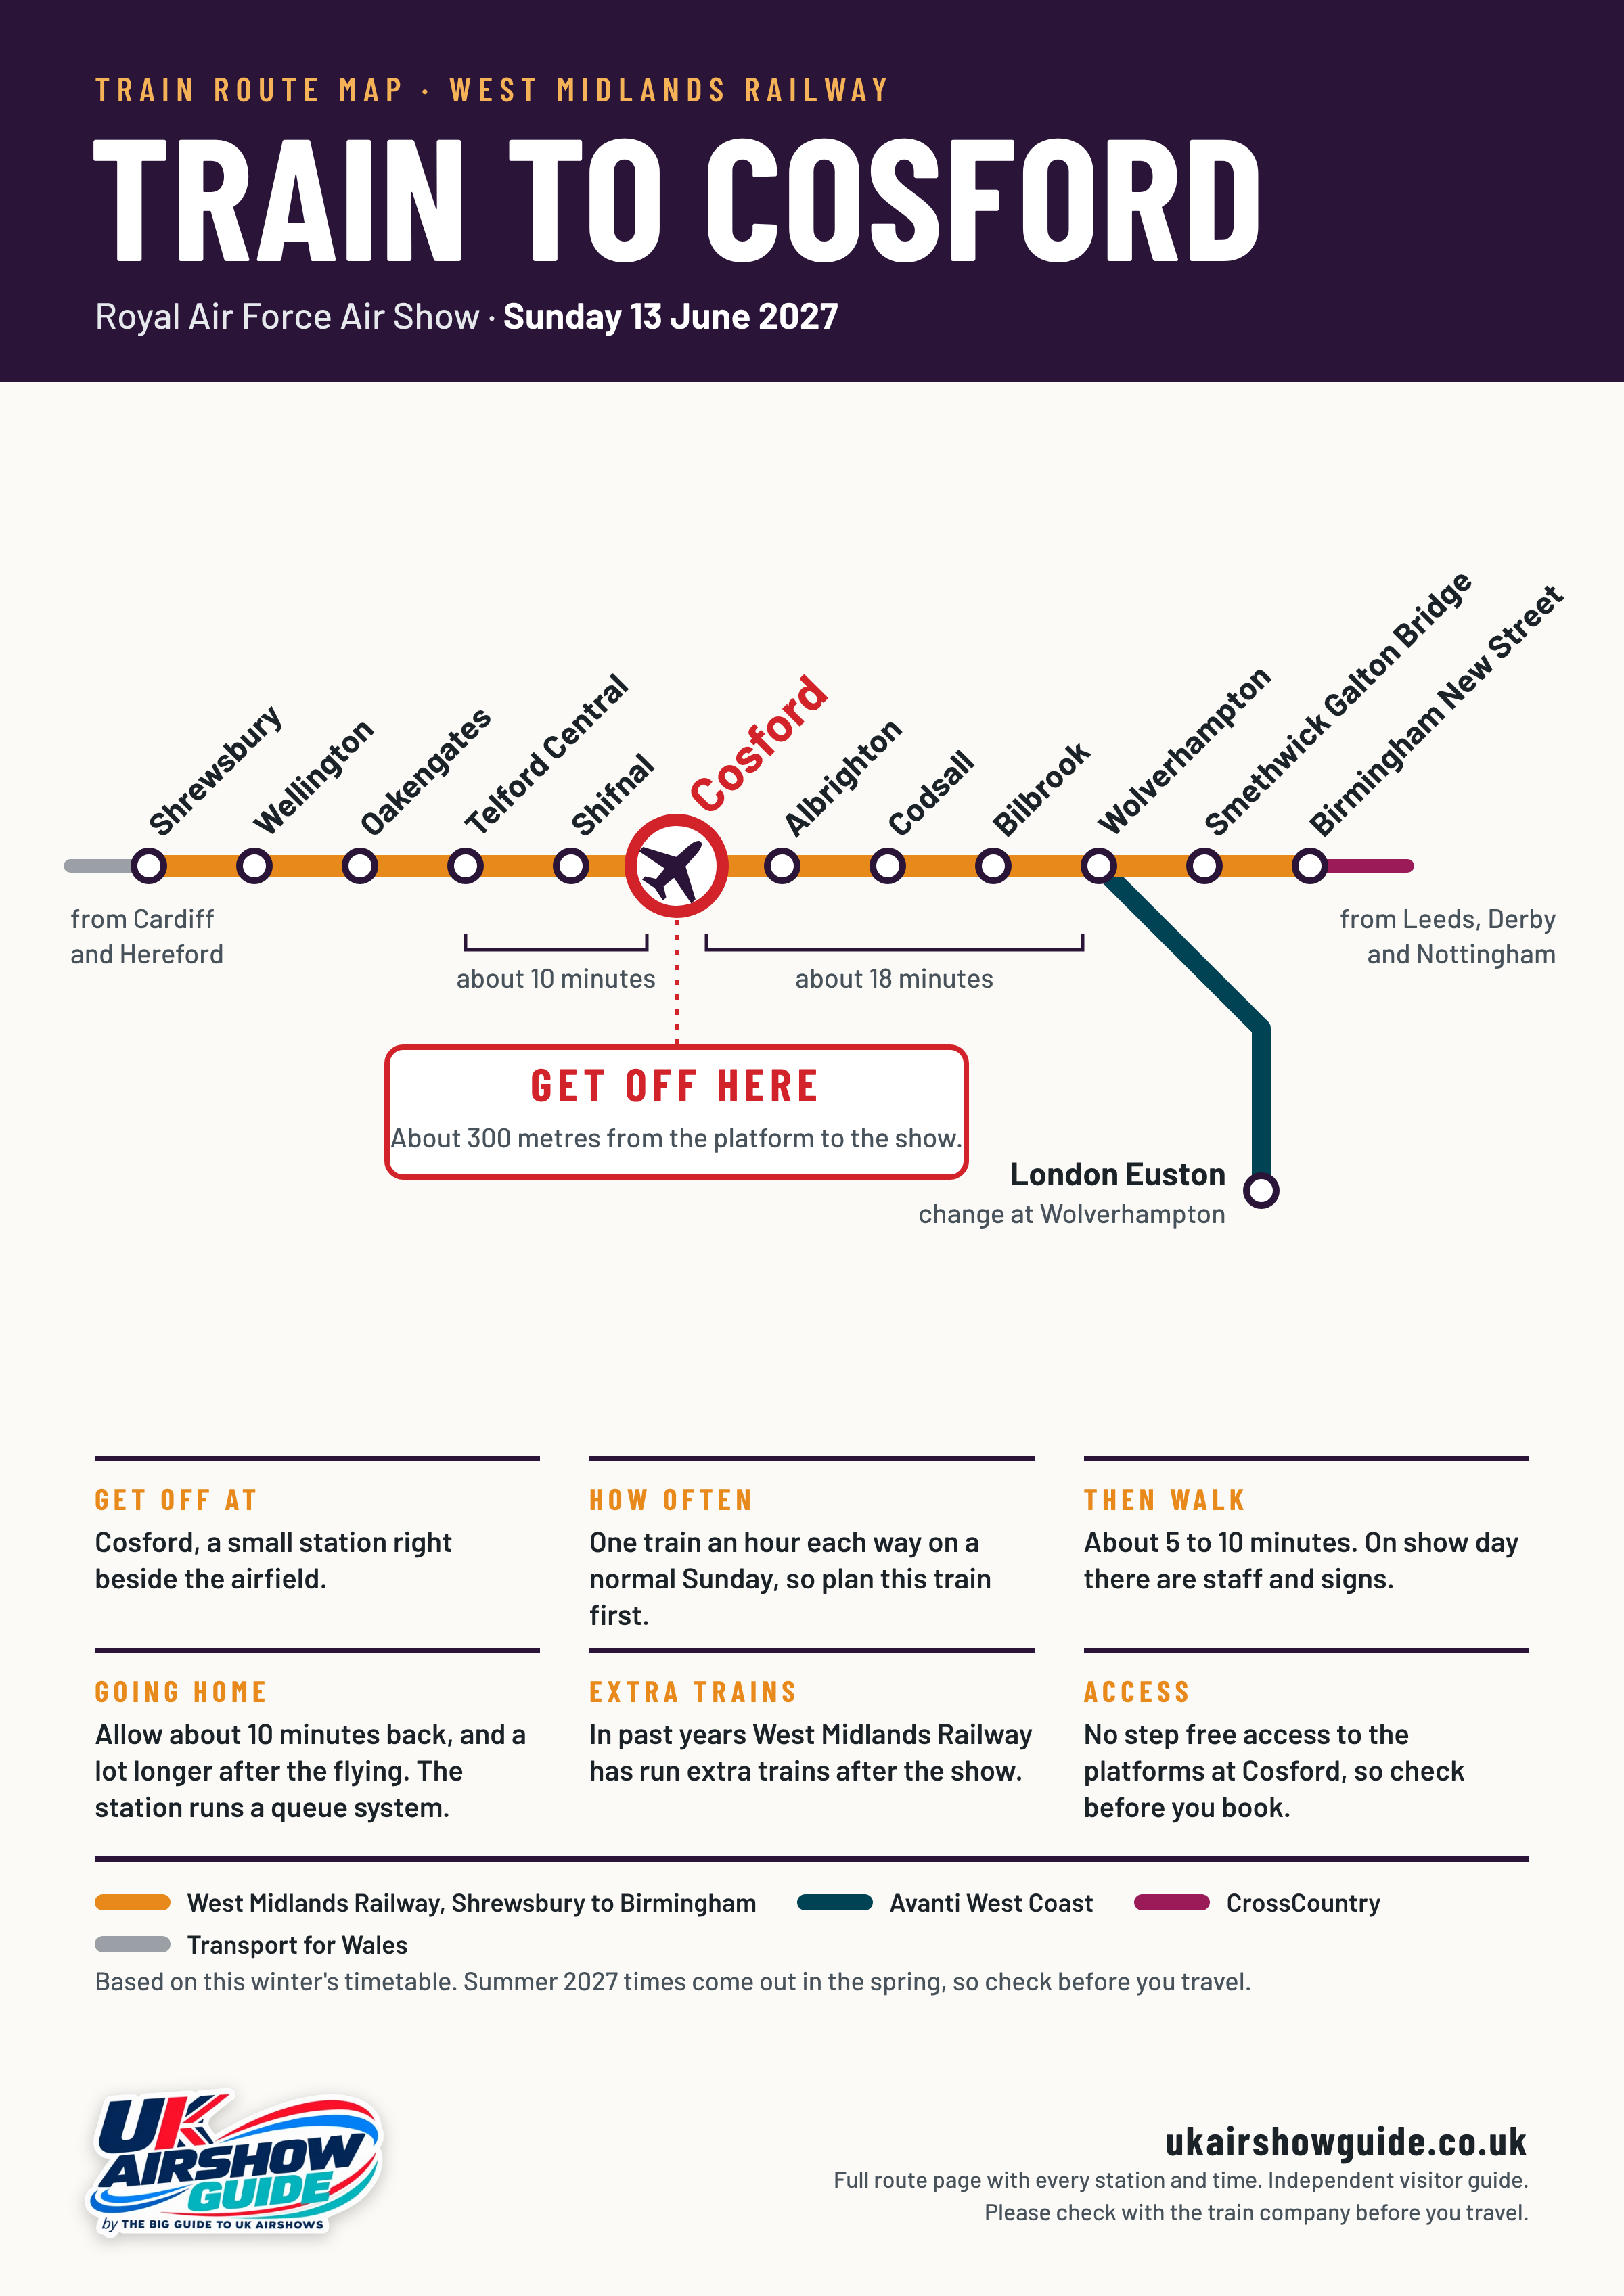 TRAIN ROUTE MAP · WEST MIDLANDS RAILWAY
TRAIN TO COSFORD
Royal Air Force Air Show · Sunday 13 June 2027
Shrewsbury
Wellington
Oakengates
Telford Central
Shifnal
Cosford
Albrighton
Codsall
Bilbrook
Wolverhampton
Smethwick Galton Bridge
Birmingham New Street
from Cardiff
and Hereford
about 10 minutes
about 18 minutes
from Leeds, Derby
and Nottingham
GET OFF HERE
About 300 metres from the platform to the show.
London Euston
change at Wolverhampton
GET OFF AT
Cosford, a small station right
beside the airfield.
HOW OFTEN
One train an hour each way on a
normal Sunday, so plan this train
first.
THEN WALK
About 5 to 10 minutes. On show day
there are staff and signs.
GOING HOME
Allow about 10 minutes back, and a
lot longer after the flying. The
station runs a queue system.
EXTRA TRAINS
In past years West Midlands Railway
has run extra trains after the show.
ACCESS
No step free access to the
platforms at Cosford, so check
before you book.
West Midlands Railway, Shrewsbury to Birmingham
Avanti West Coast
CrossCountry
Transport for Wales
Based on this winter's timetable. Summer 2027 times come out in the spring, so check before you travel.
UK
AIRSHOW
GUIDE
by THE BIG GUIDE TO UK AIRSHOWS
ukairshowguide.co.uk
Full route page with every station and time. Independent visitor guide.
Please check with the train company before you travel.